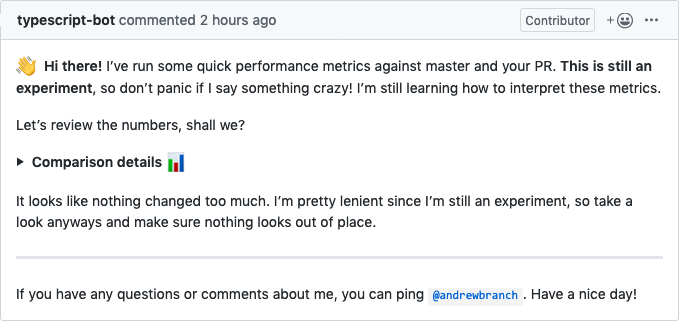 typescript-bot commented 2 hours ago
Contributor
👋 Hi there! I’ve run some quick performance metrics against master and your PR. This is still an
experiment, so don’t panic if I say something crazy! I’m still learning how to interpret these metrics.
Let’s review the numbers, shall we?
Comparison details 📊
It looks like nothing changed too much. I’m pretty lenient since I’m still an experiment, so take a
look anyways and make sure nothing looks out of place.
If you have any questions or comments about me, you can ping @andrewbranch. Have a nice day!